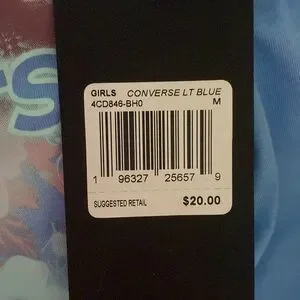 GIRLS CONVERSE LT BLUE
4CD846-BH0 M
1 96327 25657 9
SUGGESTED RETAIL $20.00